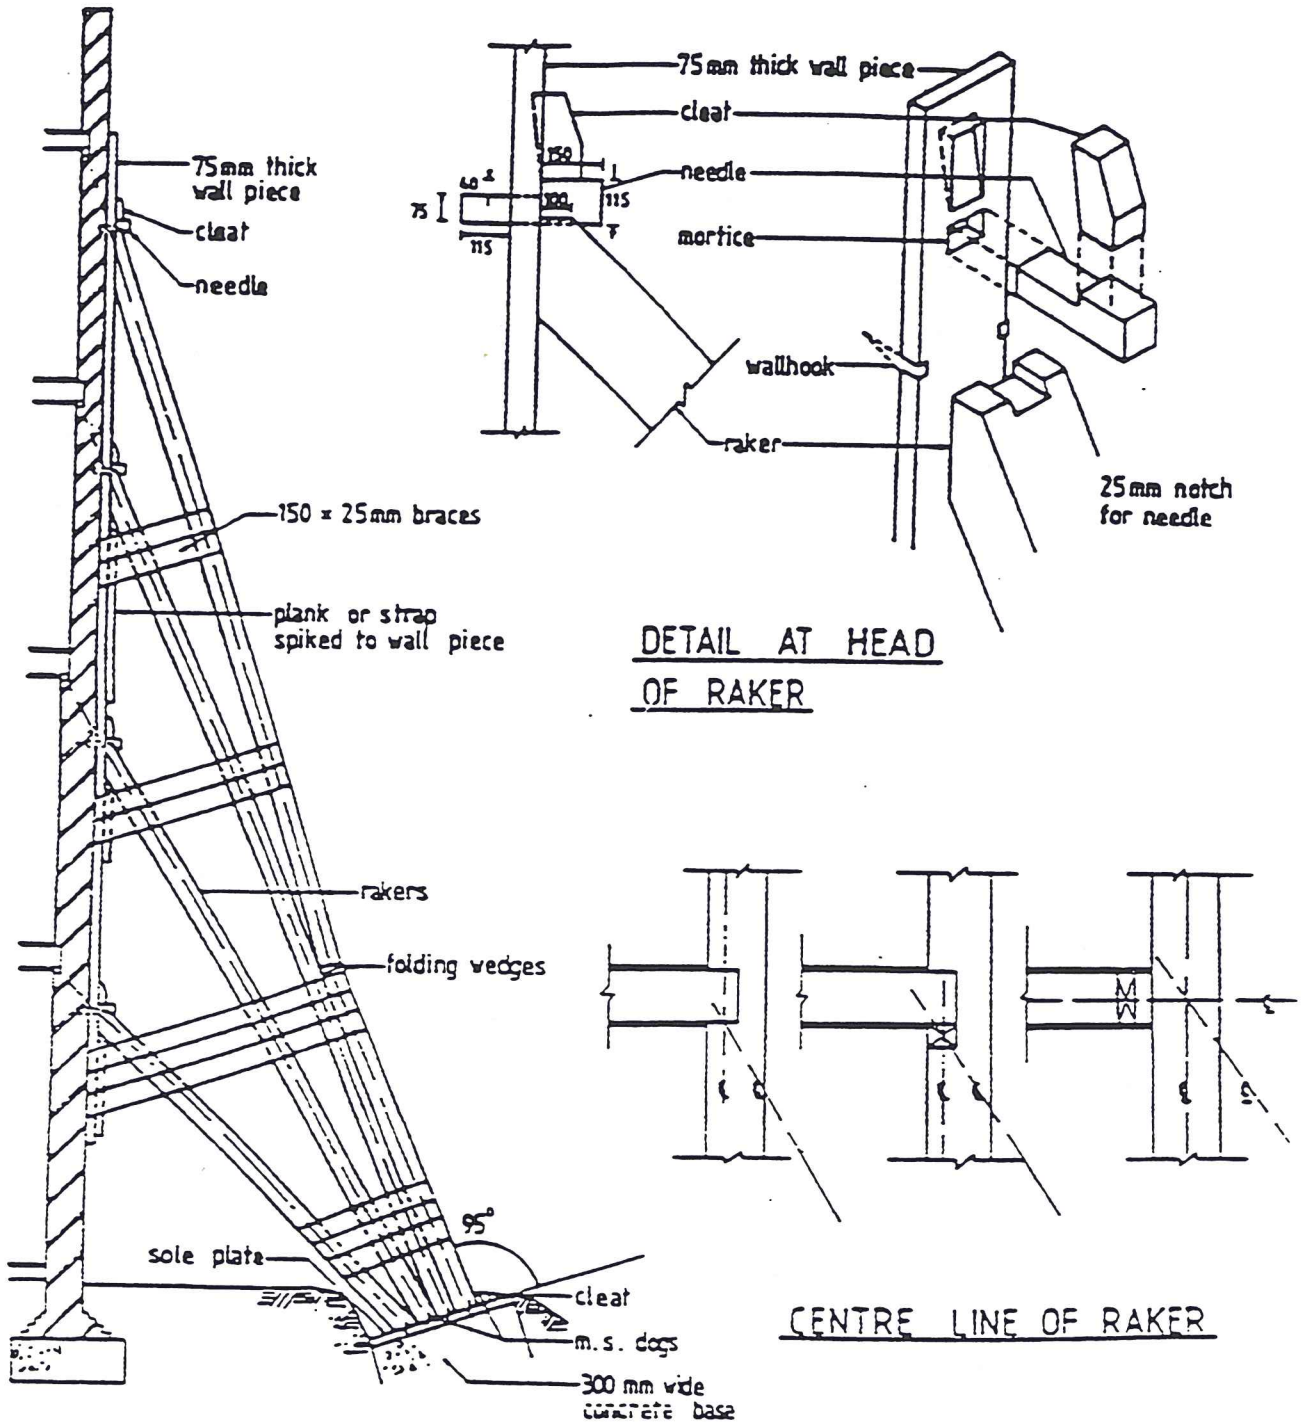 75mm thick
wall piece
cleat
needle
150 x 25mm braces
plank or strap
spiked to wall piece
rakers
folding wedges
95°
sole plate
cleat
m.s. dogs
300 mm wide
concrete base
75mm thick wall piece
cleat
150
needle
40
75
100
115
115
mortice
wallhook
raker
25mm notch
for needle
DETAIL AT HEAD
OF RAKER
CENTRE LINE OF RAKER